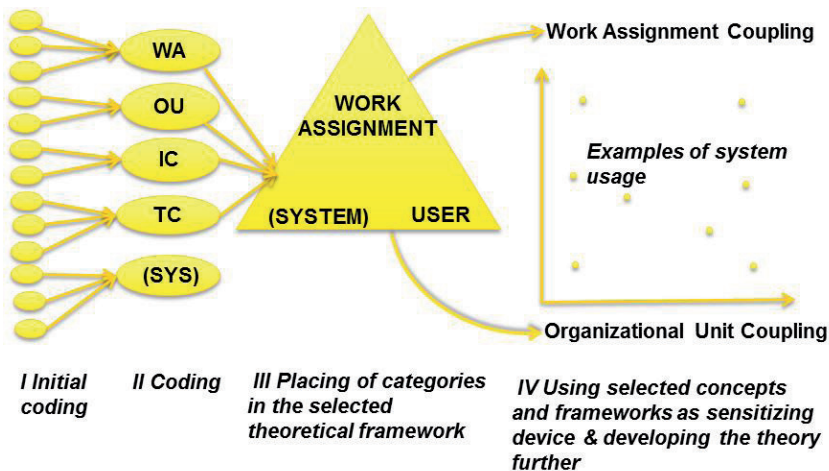 WA
OU
IC
TC
(SYS)
WORK
ASSIGNMENT
(SYSTEM) USER
Work Assignment Coupling
Examples of system
usage
Organizational Unit Coupling
I Initial
coding
II Coding
III Placing of categories
in the selected
theoretical framework
IV Using selected concepts
and frameworks as sensitizing
device & developing the theory
further